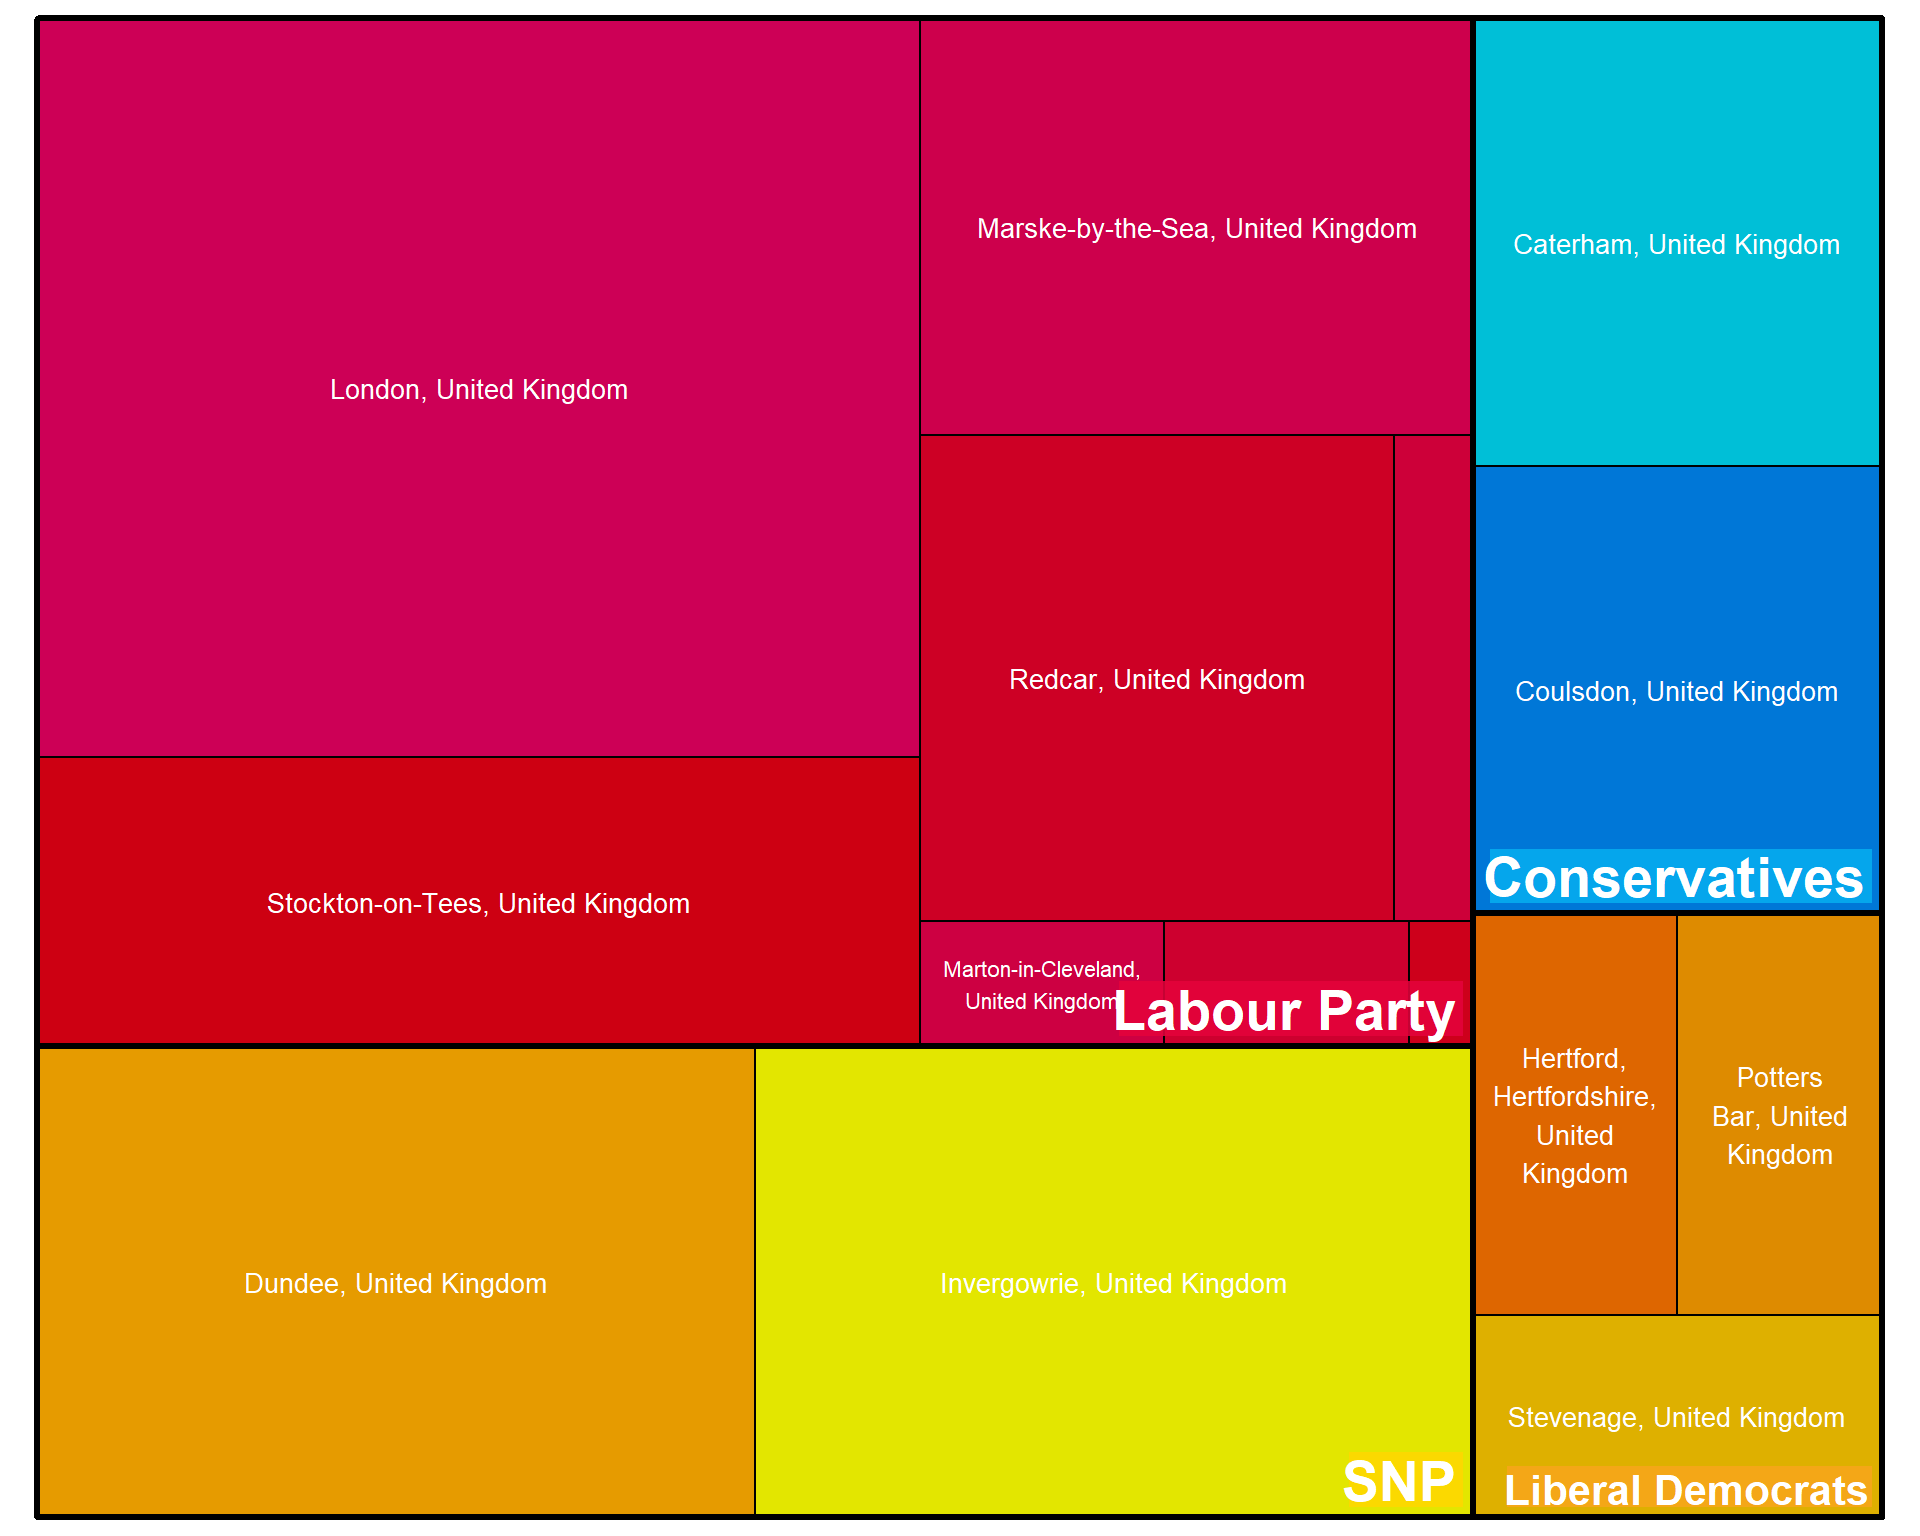 London, United Kingdom
Marske-by-the-Sea, United Kingdom
Caterham, United Kingdom
Redcar, United Kingdom
Coulsdon, United Kingdom
Conservatives
Stockton-on-Tees, United Kingdom
Marton-in-Cleveland,
United Kingdom
Labour Party
Hertford,
Hertfordshire,
United
Kingdom
Potters
Bar, United
Kingdom
Dundee, United Kingdom
Invergowrie, United Kingdom
SNP
Stevenage, United Kingdom
Liberal Democrats